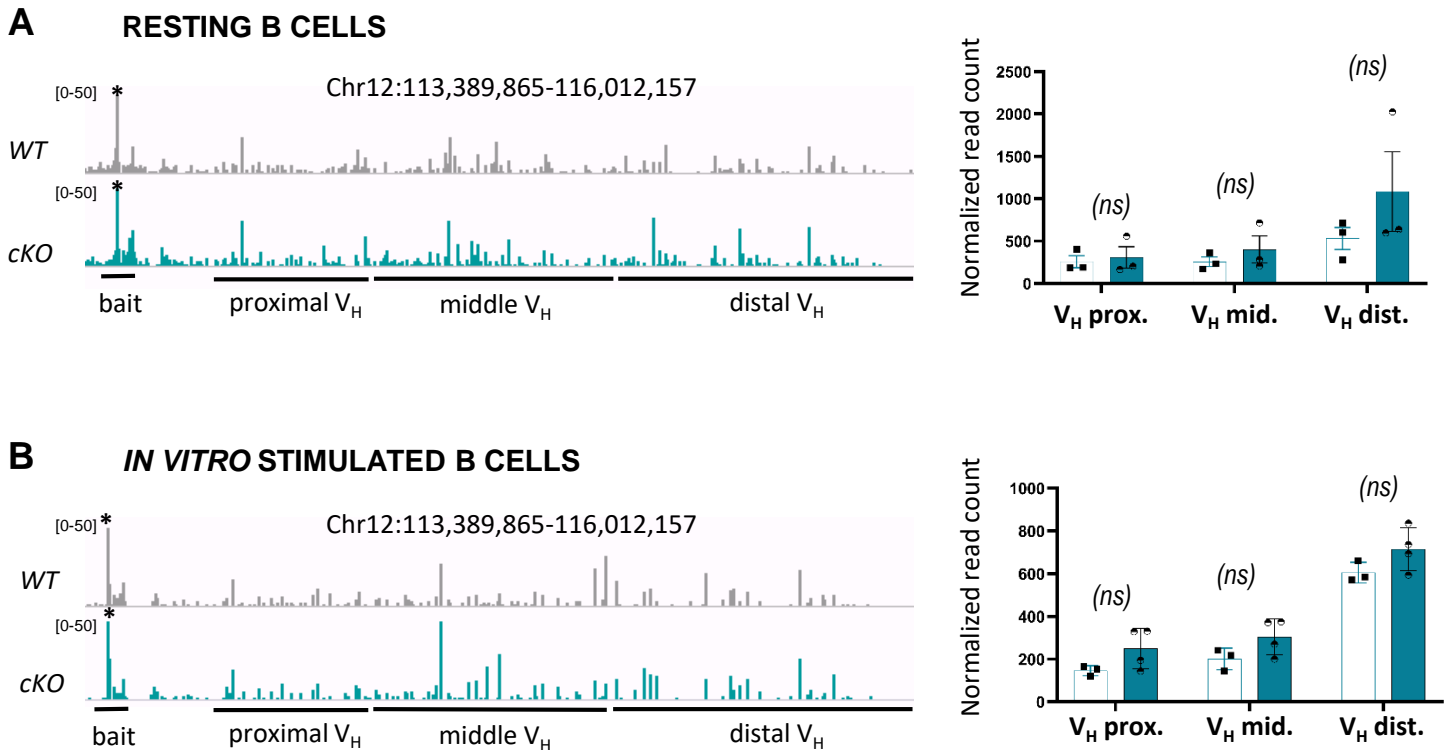 A
RESTING B CELLS
Chr12:113,389,865-116,012,157
[0-50]
*
WT
[0-50]
*
cKO
bait
proximal VH
middle VH
distal VH
Normalized read count
2500
2000
1500
1000
500
0
(ns)
(ns)
(ns)
VH prox.
VH mid.
VH dist.
B
IN VITRO STIMULATED B CELLS
Chr12:113,389,865-116,012,157
[0-50]
*
WT
[0-50]
*
cKO
bait
proximal VH
middle VH
distal VH
Normalized read count
1000
800
600
400
200
0
(ns)
(ns)
(ns)
VH prox.
VH mid.
VH dist.